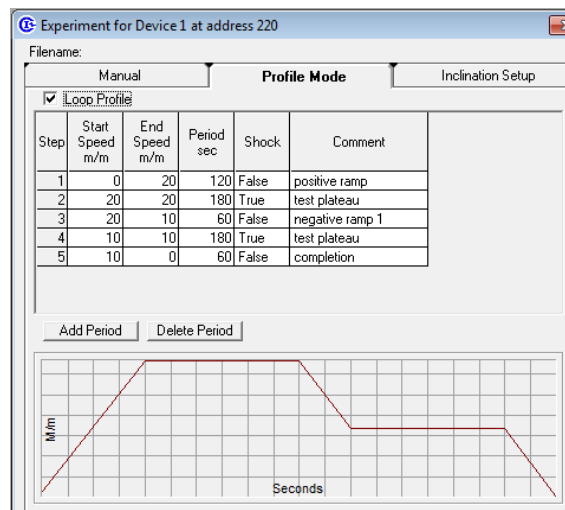 Experiment for Device 1 at address 220
Filename:
Manual Profile Mode Inclination Setup
Loop Profile
Step Start Speed m/m End Speed m/m Period sec Shock Comment
1 0 20 120 False positive ramp
2 20 20 180 True test plateau
3 20 10 60 False negative ramp 1
4 10 10 180 True test plateau
5 10 0 60 False completion
Add Period Delete Period
M/m
Seconds